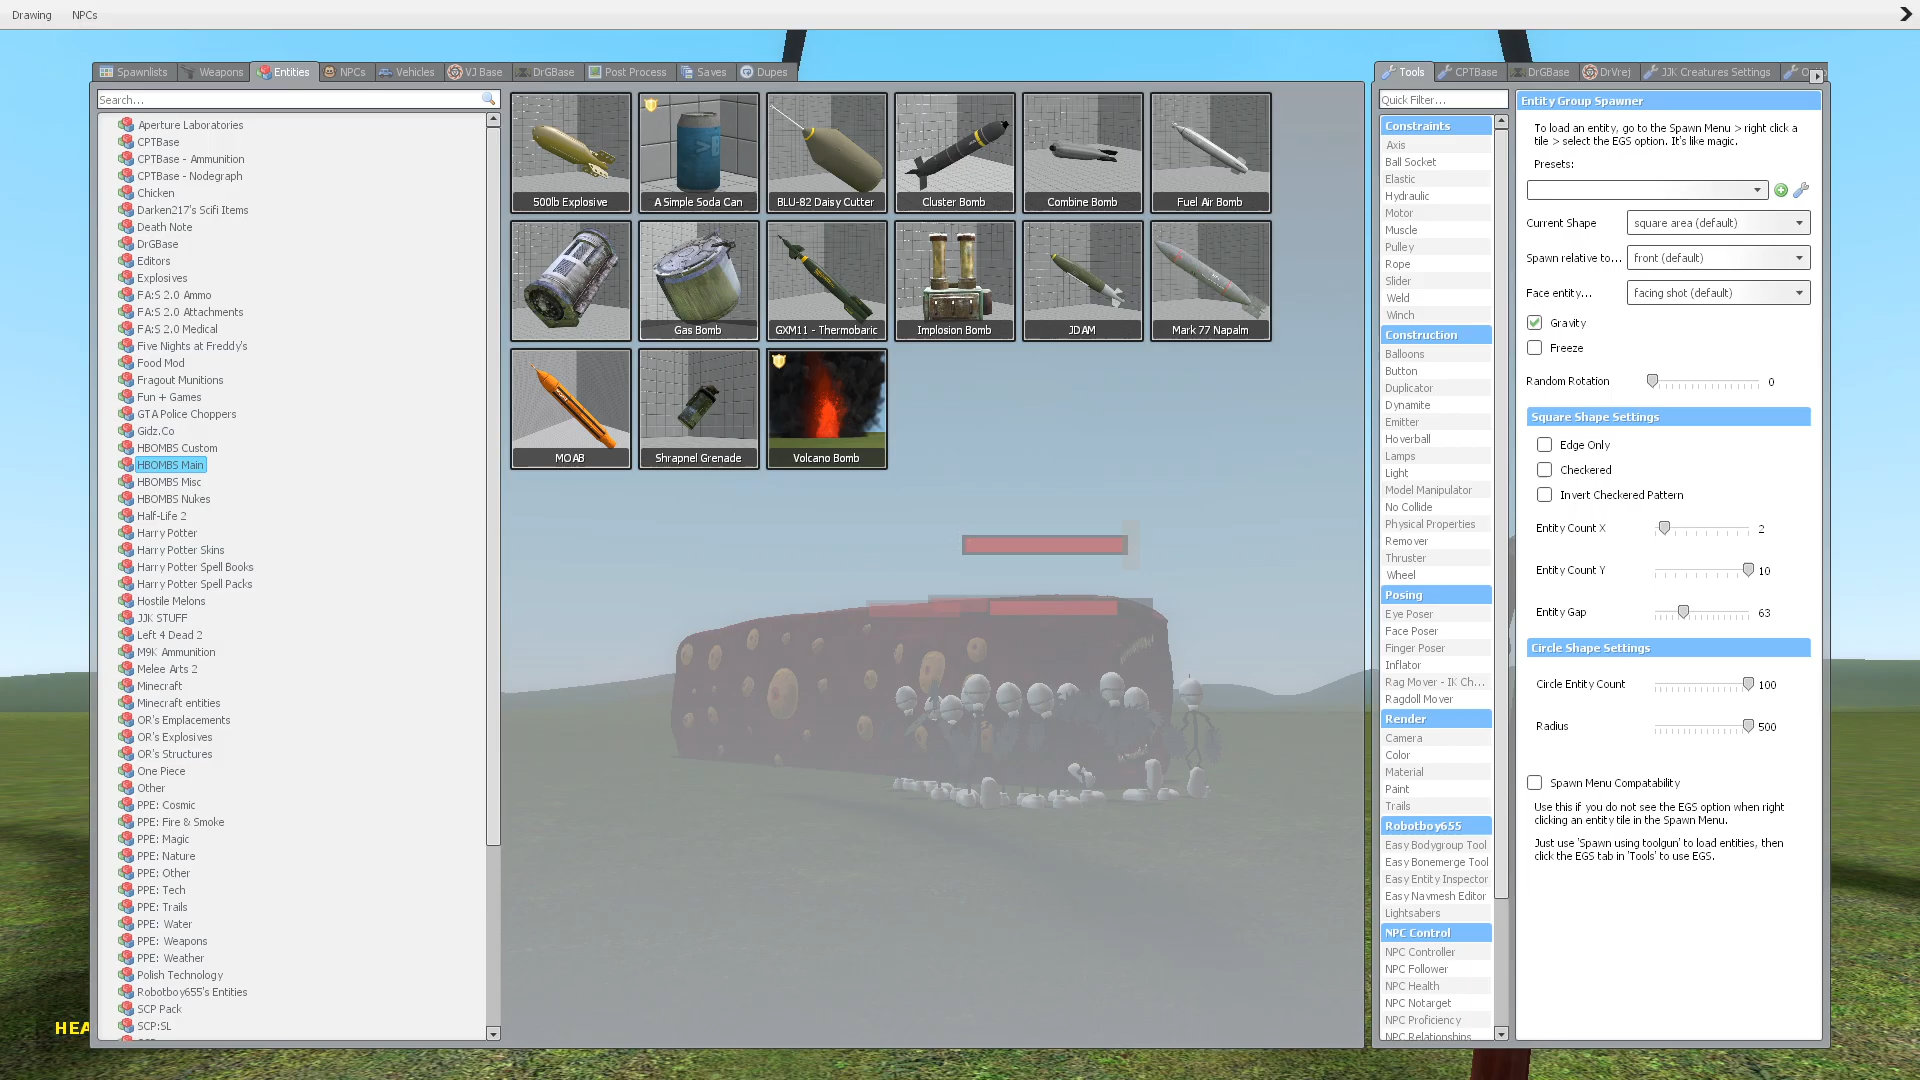 Drawing NPCs
Spawnlists Weapons Entities NPCs Vehicles VJ Base DrGBase Post Process Saves Dupes
Search...
Aperture Laboratories
CPTBase
CPTBase - Ammunition
CPTBase - Nodegraph
Chicken
Darken217's Scifi Items
Death Note
DrGBase
Editors
Explosives
FA:S 2.0 Ammo
FA:S 2.0 Attachments
FA:S 2.0 Medical
Five Nights at Freddy's
Food Mod
Fragout Munitions
Fun + Games
GTA Police Choppers
Gidz.Co
HBOMBS Custom
HBOMBS Main
HBOMBS Misc
HBOMBS Nukes
Half-Life 2
Harry Potter
Harry Potter Skins
Harry Potter Spell Books
Harry Potter Spell Packs
Hostile Melons
JJK STUFF
Left 4 Dead 2
M9K Ammunition
Melee Arts 2
Minecraft
Minecraft entities
OR's Emplacements
OR's Explosives
OR's Structures
One Piece
Other
PPE: Cosmic
PPE: Fire & Smoke
PPE: Magic
PPE: Nature
PPE: Other
PPE: Tech
PPE: Trails
PPE: Water
PPE: Weapons
PPE: Weather
Polish Technology
Robotboy655's Entities
SCP Pack
SCP:SL
HEA
500lb Explosive A Simple Soda Can BLU-82 Daisy Cutter Cluster Bomb Combine Bomb Fuel Air Bomb
Gas Bomb GXM11 - Thermobaric Implosion Bomb JDAM Mark 77 Napalm
MOAB Shrapnel Grenade Volcano Bomb
Tools CPTBase DrGBase DrVrej JJK Creatures Settings
Quick Filter...
Constraints
Axis
Ball Socket
Elastic
Hydraulic
Motor
Muscle
Pulley
Rope
Slider
Weld
Winch
Construction
Balloons
Button
Duplicator
Dynamite
Emitter
Hoverball
Lamps
Light
Model Manipulator
No Collide
Physical Properties
Remover
Thruster
Wheel
Posing
Eye Poser
Face Poser
Finger Poser
Inflator
Rag Mover - IK Ch...
Ragdoll Mover
Render
Camera
Color
Material
Paint
Trails
Robotboy655
Easy Bodygroup Tool
Easy Bonemerge Tool
Easy Entity Inspector
Easy Navmesh Editor
Lightsabers
NPC Control
NPC Controller
NPC Follower
NPC Health
NPC Notarget
NPC Proficiency
NPC Relationships
Entity Group Spawner
To load an entity, go to the Spawn Menu > right click a
tile > select the EGS option. It's like magic.
Presets:
Current Shape square area (default)
Spawn relative to... front (default)
Face entity... facing shot (default)
Gravity
Freeze
Random Rotation 0
Square Shape Settings
Edge Only
Checkered
Invert Checkered Pattern
Entity Count X 2
Entity Count Y 10
Entity Gap 63
Circle Shape Settings
Circle Entity Count 100
Radius 500
Spawn Menu Compatability
Use this if you do not see the EGS option when right
clicking an entity tile in the Spawn Menu.
Just use 'Spawn using toolgun' to load entities, then
click the EGS tab in 'Tools' to use EGS.